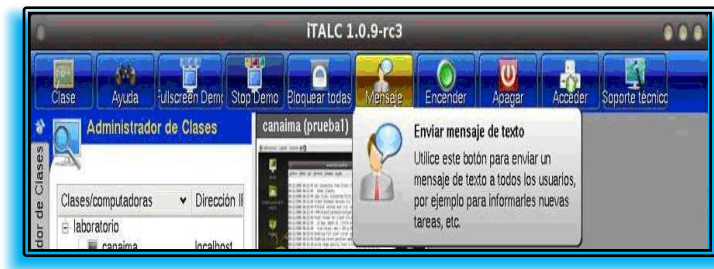 iTALC 1.0.9-rc3
Clase Ayuda Fullscreen Demo Stop Demo Bloquear todas Mensaje Encender Apagar Acceder Soporte técnico
Administrador de Clases
canaima (prueba1)
Enviar mensaje de texto
Utilice este botón para enviar un
mensaje de texto a todos los usuarios,
por ejemplo para informarles nuevas
tareas, etc.
dor de Clases
Clases/computadoras Dirección I
laboratorio
canaima localhost